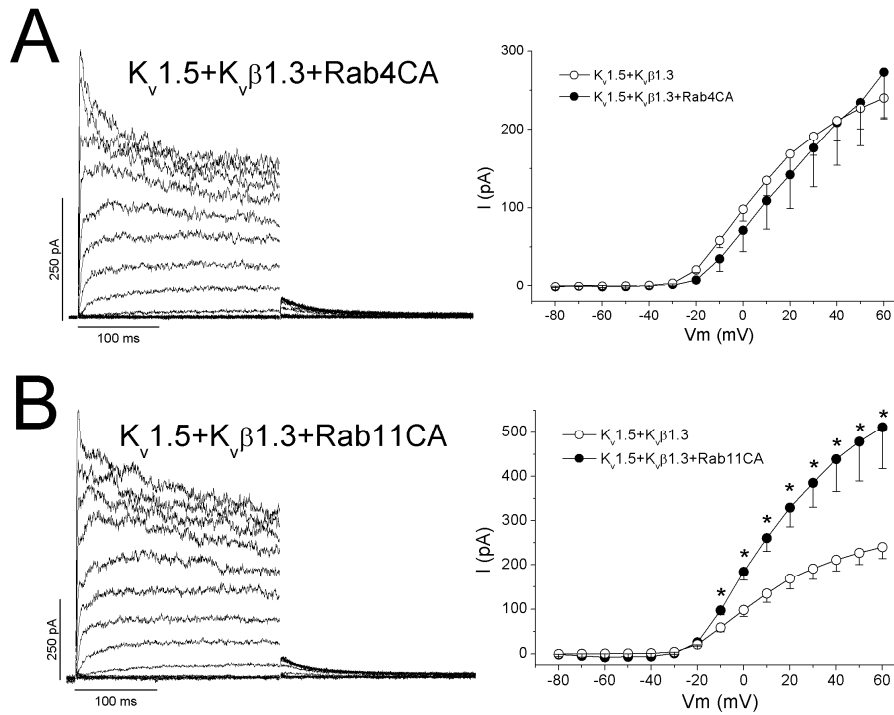 A
Kv1.5+Kvβ1.3+Rab4CA
250 pA
100 ms
300
200
100
0
I (pA)
Kv1.5+Kvβ1.3
Kv1.5+Kvβ1.3+Rab4CA
-80 -60 -40 -20 0 20 40 60
Vm (mV)
B
Kv1.5+Kvβ1.3+Rab11CA
250 pA
100 ms
500
400
300
200
100
0
I (pA)
Kv1.5+Kvβ1.3
Kv1.5+Kvβ1.3+Rab11CA
* * * * * * * *
-80 -60 -40 -20 0 20 40 60
Vm (mV)